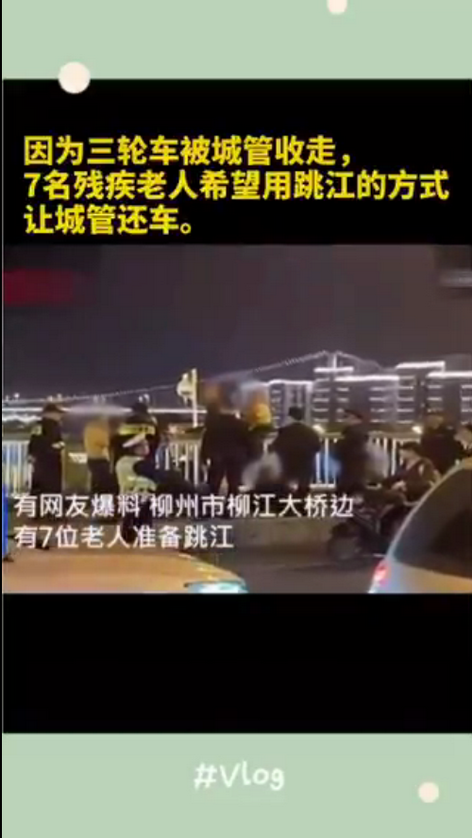 因为三轮车被城管收走，
7名残疾老人希望用跳江的方式
让城管还车。
有网友爆料 柳州市柳江大桥边
有7位老人准备跳江
#Vlog